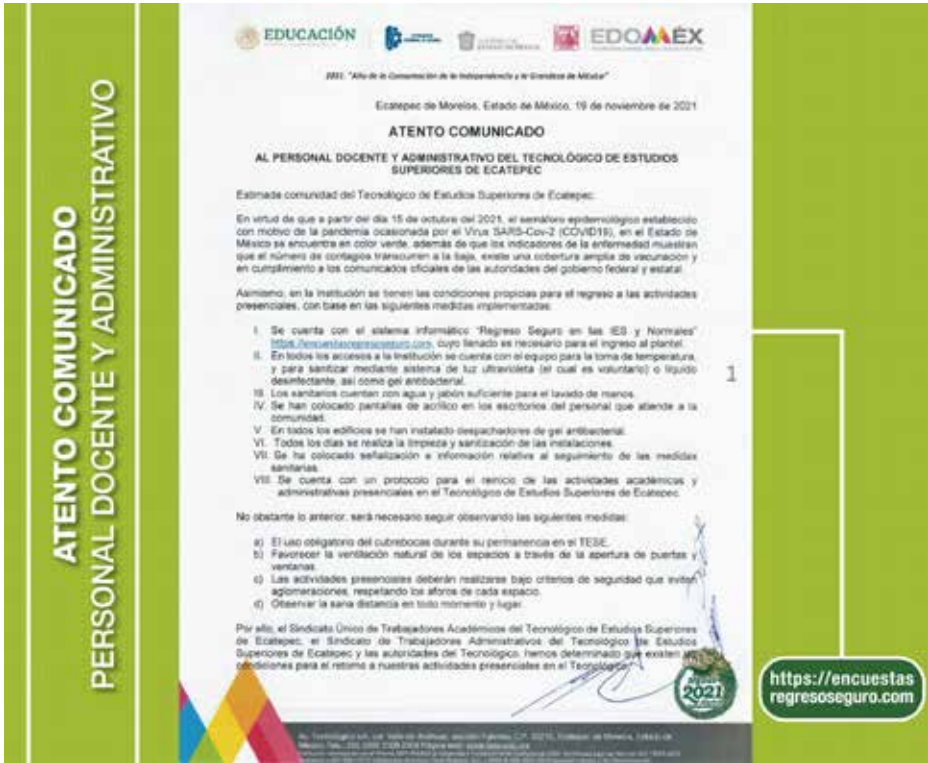 ATENTO COMUNICADO
PERSONAL DOCENTE Y ADMINISTRATIVO
EDUCACIÓN
EDOMÉX
2021. "Año de la Consumación de la Independencia y la Grandeza de México"
Ecatepec de Morelos, Estado de México, 19 de noviembre de 2021
ATENTO COMUNICADO
AL PERSONAL DOCENTE Y ADMINISTRATIVO DEL TECNOLÓGICO DE ESTUDIOS
SUPERIORES DE ECATEPEC
Estimada comunidad del Tecnológico de Estudios Superiores de Ecatepec:
En virtud de que a partir del día 15 de octubre del 2021, el semáforo epidemiológico establecido
con motivo de la pandemia ocasionada por el Virus SARS-Cov-2 (COVID19), en el Estado de
México se encuentra en color verde, además de que los indicadores de la enfermedad muestran
que el número de contagios transcurren a la baja, existe una cobertura amplia de vacunación y
en cumplimiento a los comunicados oficiales de las autoridades del gobierno federal y estatal.
Asimismo, en la Institución se tienen las condiciones propicias para el regreso a las actividades
presenciales, con base en las siguientes medidas implementadas:
I. Se cuenta con el sistema informático "Regreso Seguro en las IES y Normales"
https://encuestasregresoseguro.com, cuyo llenado es necesario para el ingreso al plantel.
II. En todos los accesos a la Institución se cuenta con el equipo para la toma de temperatura,
y para sanitizar mediante sistema de luz ultravioleta (el cual es voluntario) o líquido
desinfectante, así como gel antibacterial.
III. Los sanitarios cuentan con agua y jabón suficiente para el lavado de manos.
IV. Se han colocado pantallas de acrílico en los escritorios del personal que atiende a la
comunidad.
V. En todos los edificios se han instalado despachadores de gel antibacterial.
VI. Todos los días se realiza la limpieza y sanitización de las instalaciones.
VII. Se ha colocado señalización e información relativa al seguimiento de las medidas
sanitarias.
VIII. Se cuenta con un protocolo para el reinicio de las actividades académicas y
administrativas presenciales en el Tecnológico de Estudios Superiores de Ecatepec.
1
No obstante lo anterior, será necesario seguir observando las siguientes medidas:
a) El uso obligatorio del cubrebocas durante su permanencia en el TESE.
b) Favorecer la ventilación natural de los espacios a través de la apertura de puertas y
ventanas.
c) Las actividades presenciales deberán realizarse bajo criterios de seguridad que eviten
aglomeraciones, respetando los aforos de cada espacio.
d) Observar la sana distancia en todo momento y lugar.
Por ello, el Sindicato Único de Trabajadores Académicos del Tecnológico de Estudios Superiores
de Ecatepec, el Sindicato de Trabajadores Administrativos del Tecnológico de Estudios
Superiores de Ecatepec y las autoridades del Tecnológico, hemos determinado que existen las
condiciones para el retorno a nuestras actividades presenciales en el Tecnológico
2021
https://encuestas
regresoseguro.com